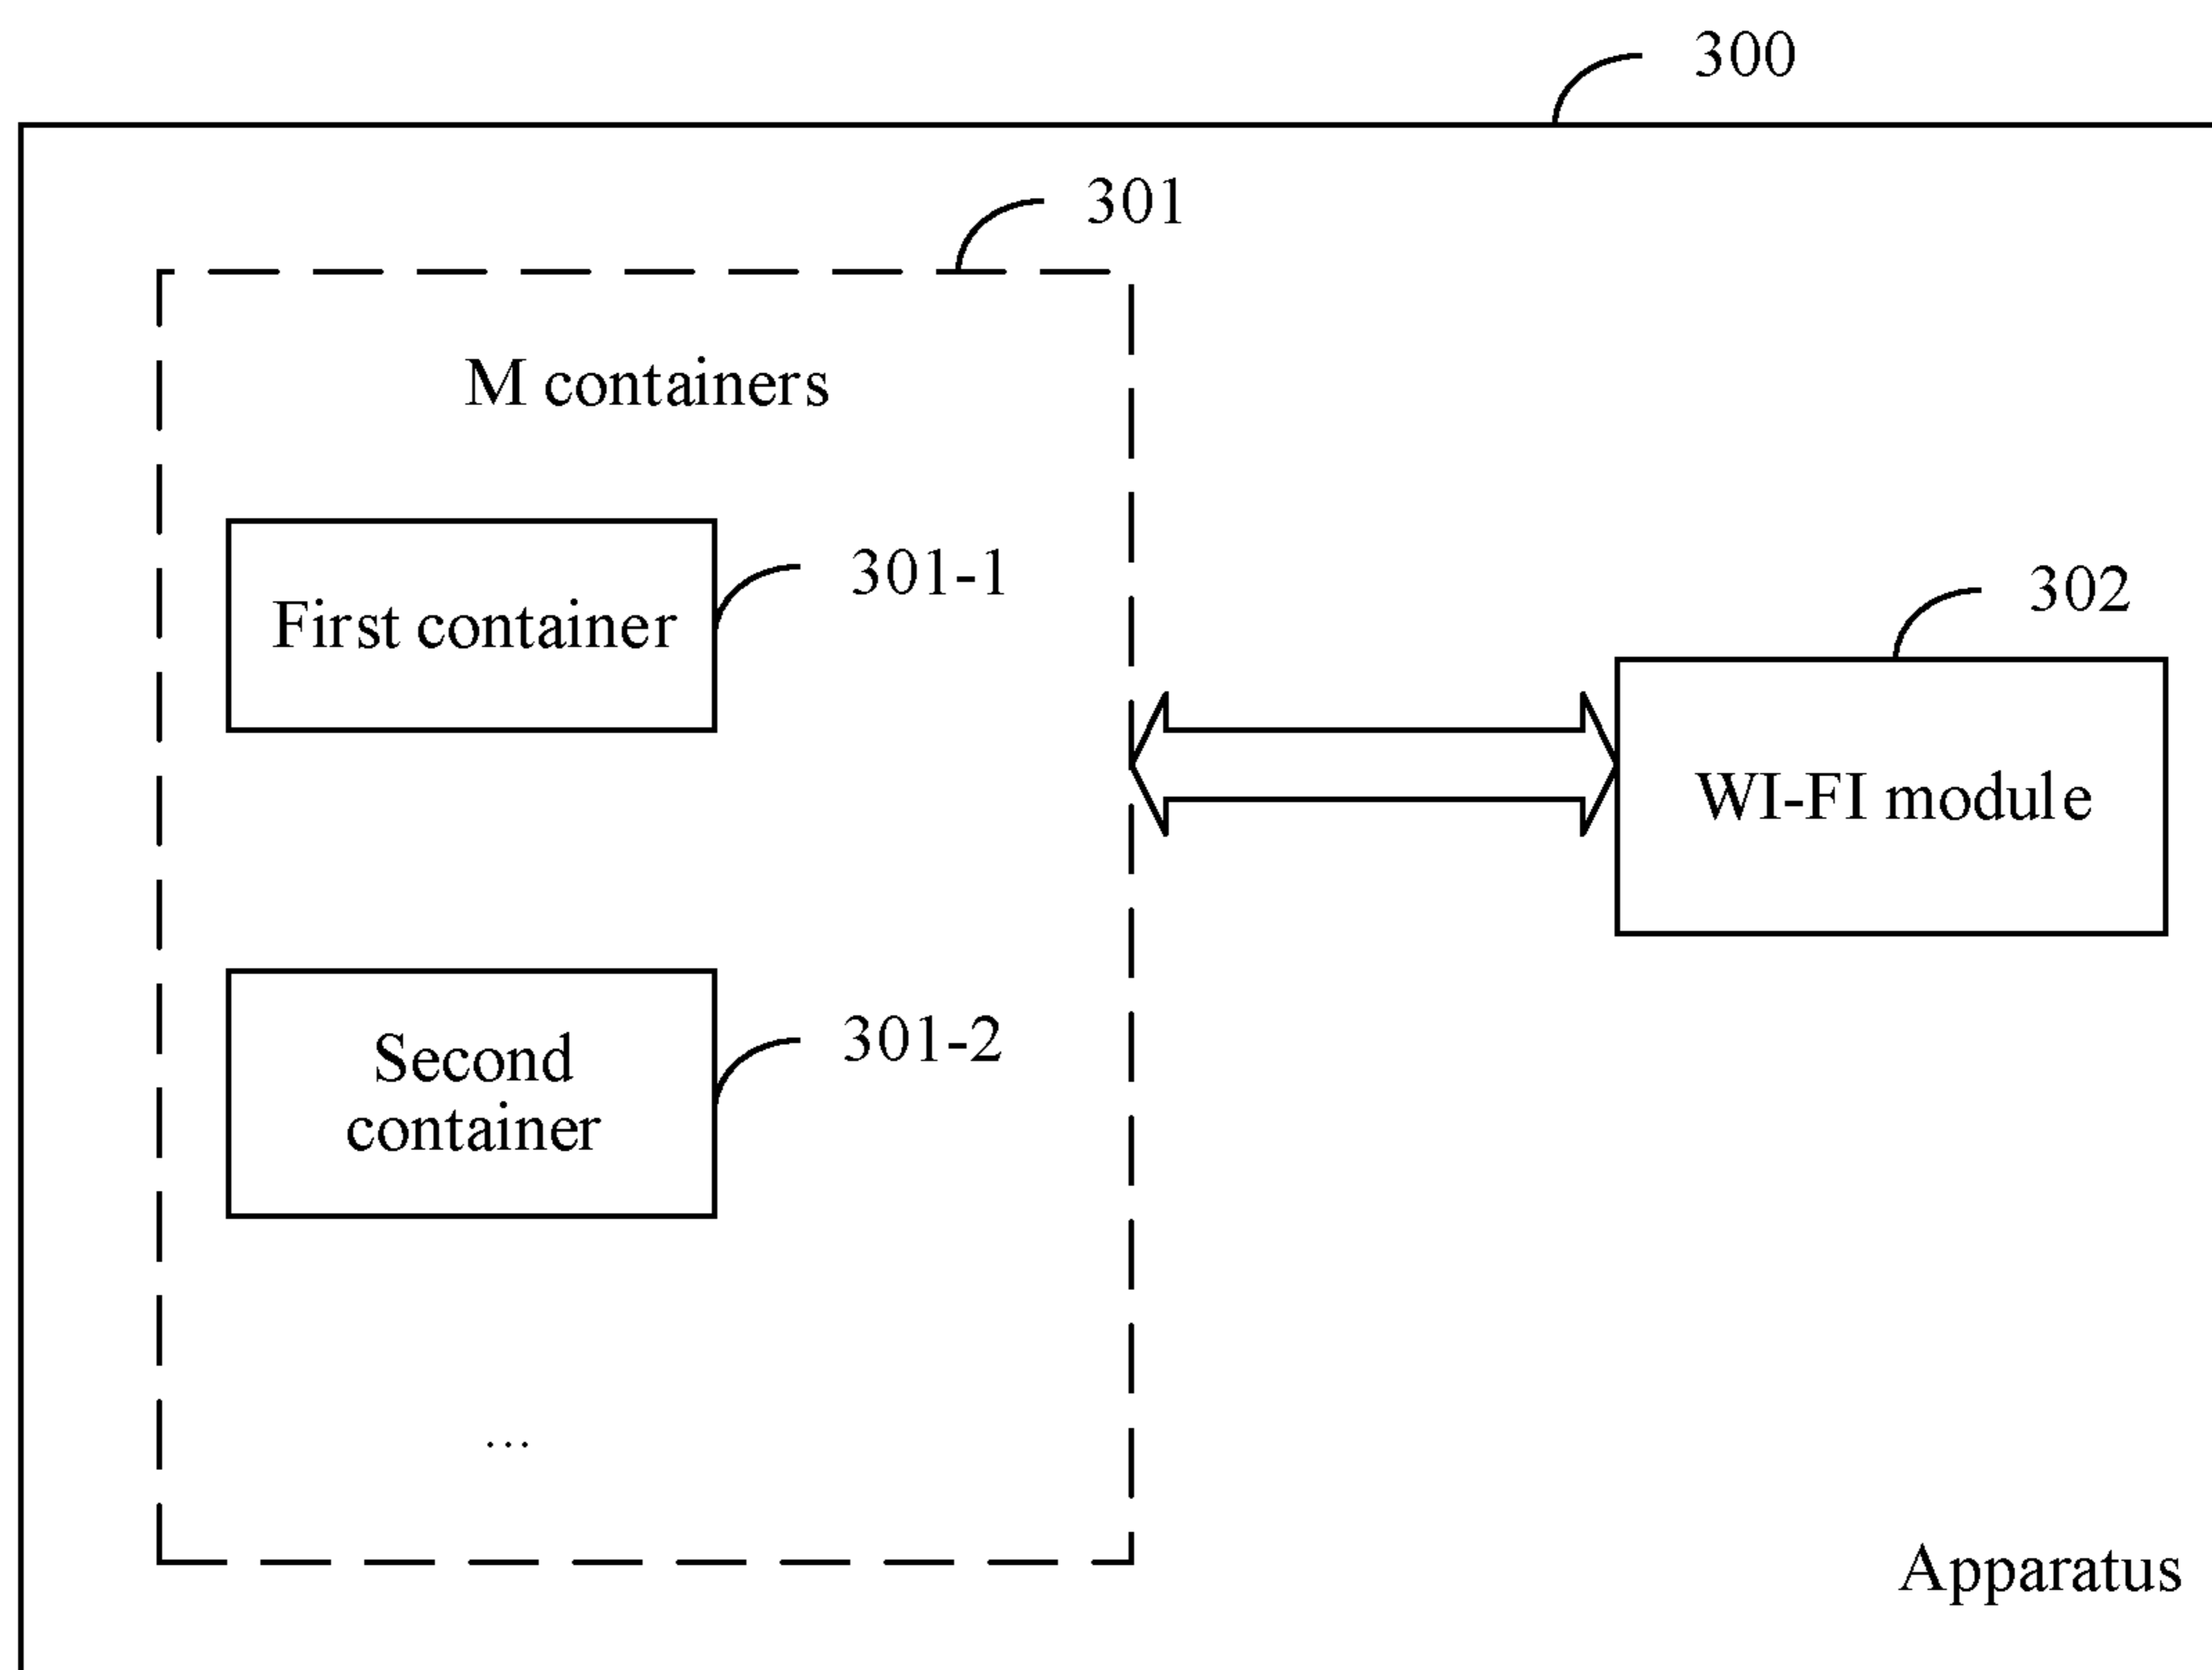 300
301
M containers
301-1
First container
302
WI-FI module
301-2
Second
container
...
Apparatus